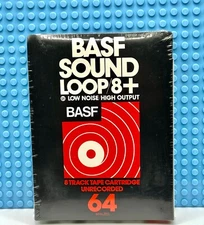 BASF
SOUND
LOOP 8+
LOW NOISE HIGH OUTPUT
BASF
8 TRACK TAPE CARTRIDGE
UNRECORDED
64